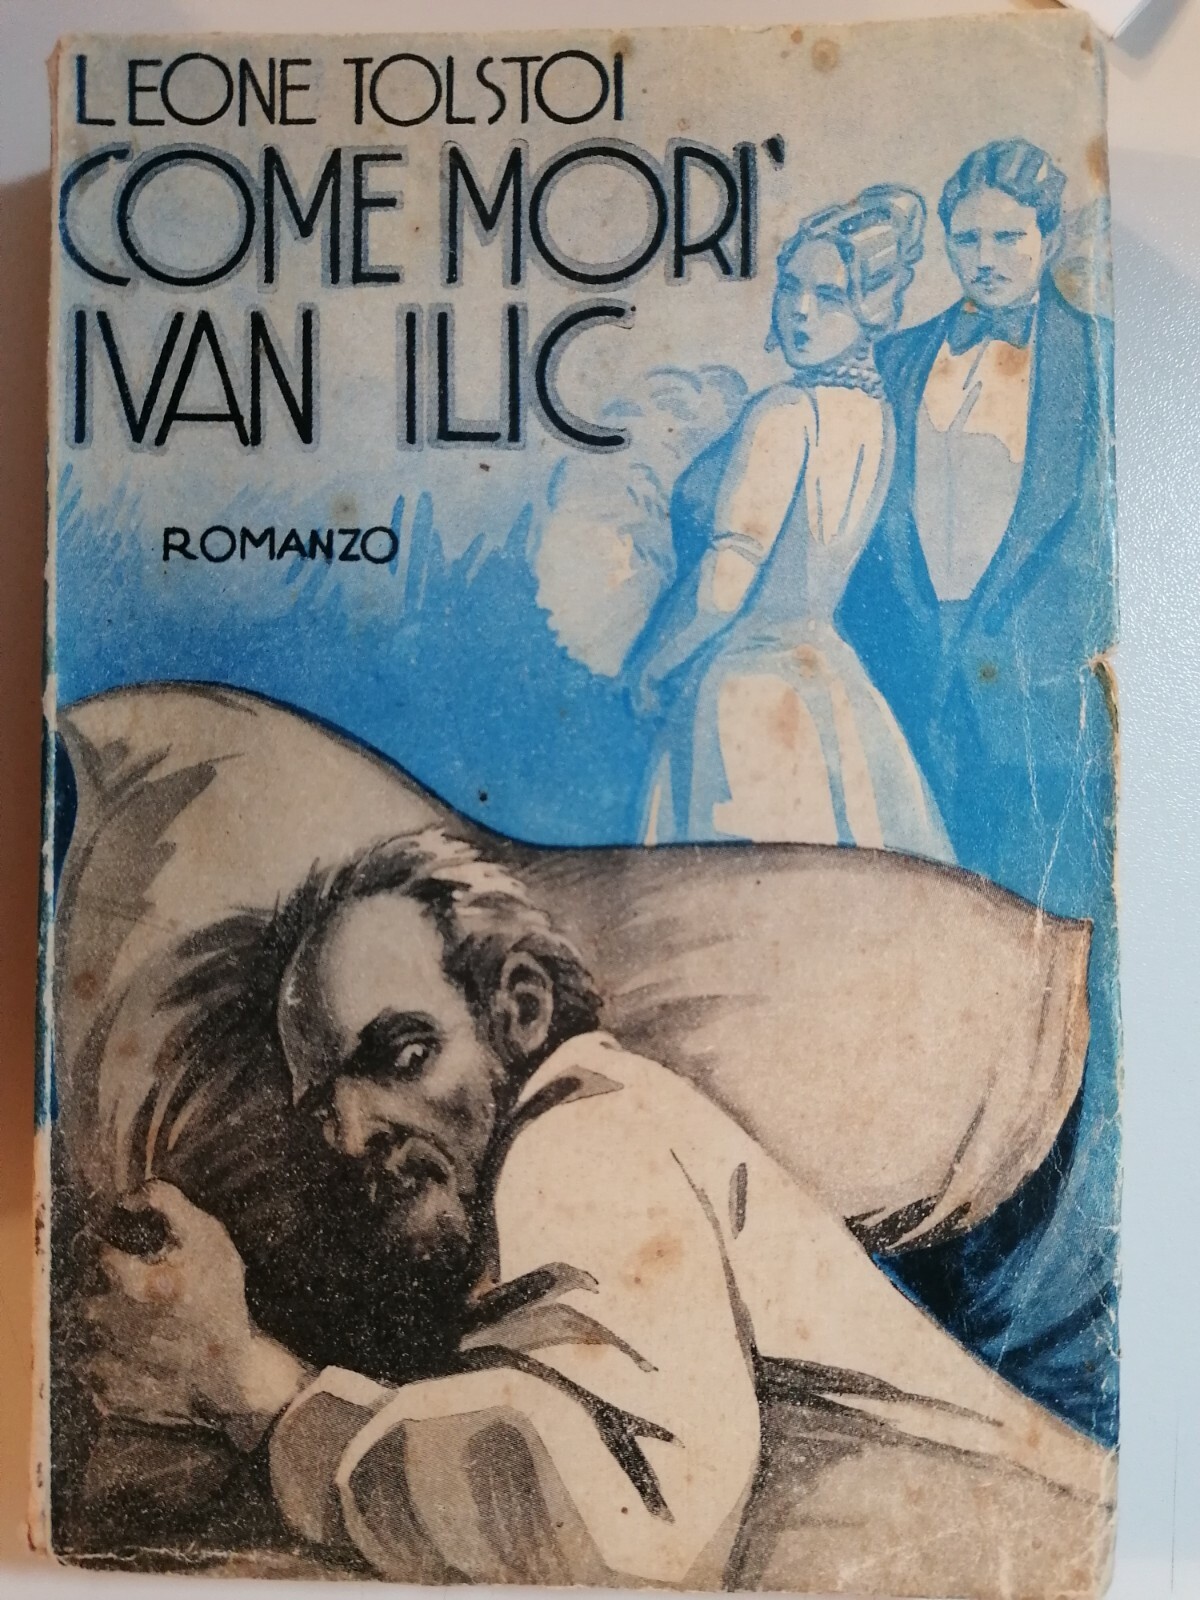 LEONE TOLSTOI
COME MORI'
IVAN ILIC
ROMANZO